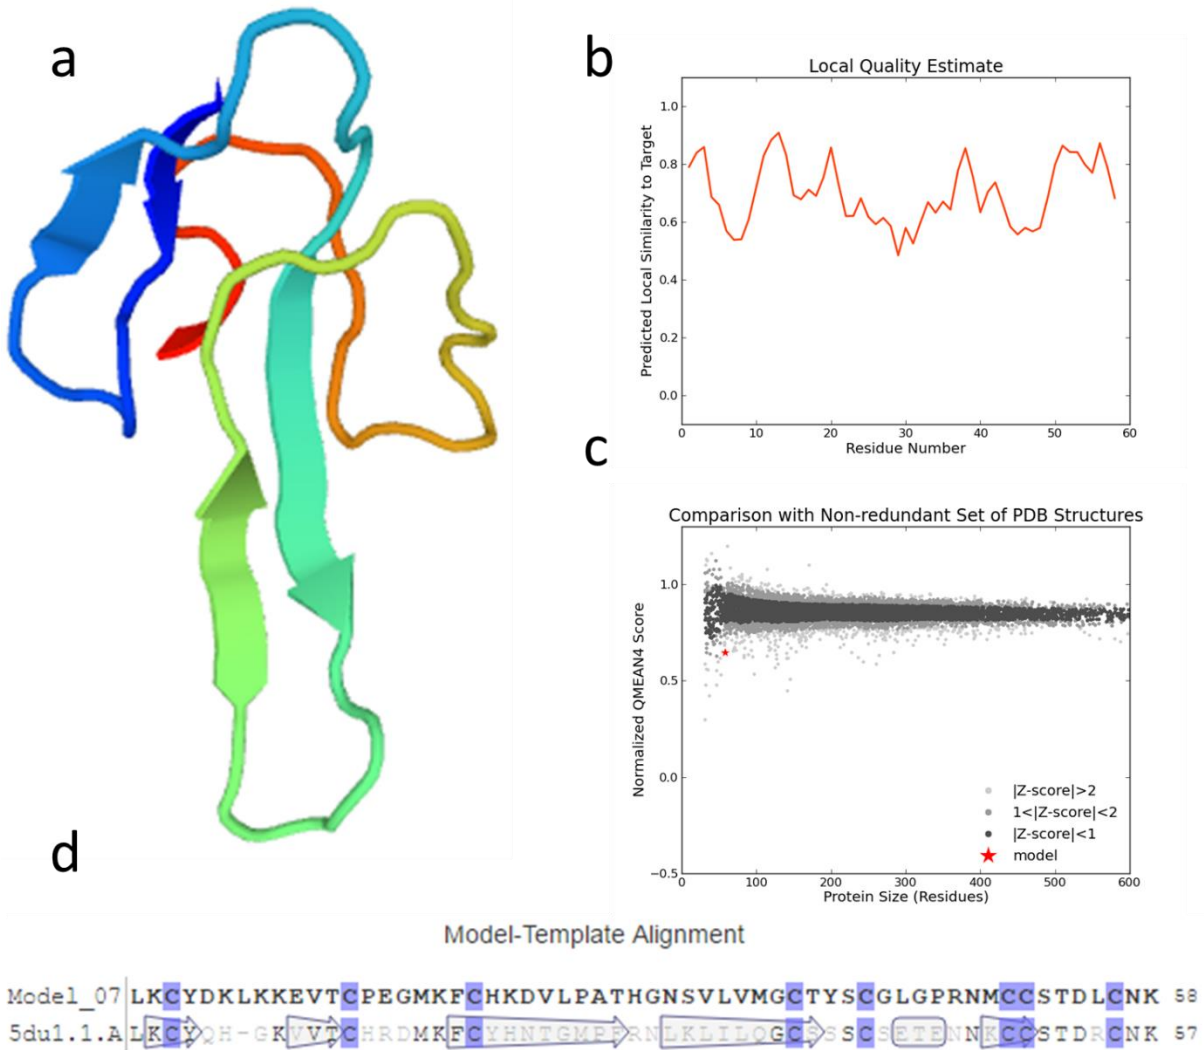 a
b
Local Quality Estimate
Predicted Local Similarity to Target
1.0
0.8
0.6
0.4
0.2
0.0
0 10 20 30 40 50 60
Residue Number
c
Comparison with Non-redundant Set of PDB Structures
Normalized QMEAN4 Score
1.0
0.5
0.0
−0.5
|Z-score|>2
1<|Z-score|<2
|Z-score|<1
model
0 100 200 300 400 500 600
Protein Size (Residues)
d
Model-Template Alignment
Model_07 LKCYDKLKKEVTCPEGMKFCHKDVLPATHGNSVLVMGCTYSCGLGPRNMCCSTDLCNK 58
5du1.1.A LKCYQH-GKVVTCHRDMKFCYHNTGMPFRNLKLILQGCSSSCSETENNKCCSTDRCNK 57